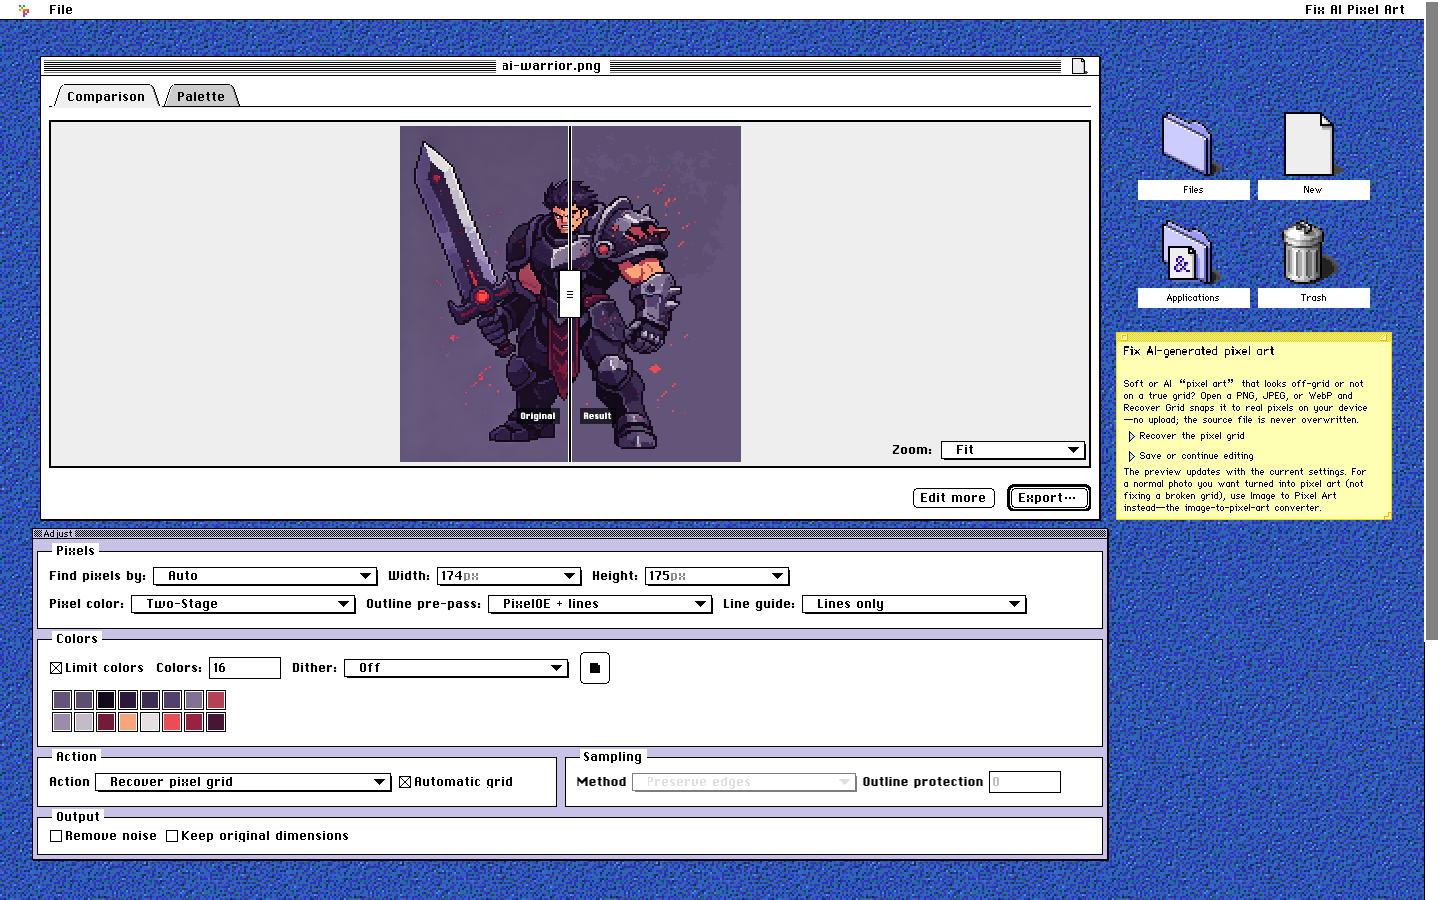 File
Fix AI Pixel Art
ai-warrior.png
Comparison
Palette
Original
Result
Zoom: Fit
Edit more
Export…
Files
New
Applications
Trash
Fix AI-generated pixel art
Soft or AI “pixel art” that looks off-grid or not
on a true grid? Open a PNG, JPEG, or WebP and
Recover Grid snaps it to real pixels on your device
—no upload; the source file is never overwritten.
Recover the pixel grid
Save or continue editing
The preview updates with the current settings. For
a normal photo you want turned into pixel art (not
fixing a broken grid), use Image to Pixel Art
instead—the image-to-pixel-art converter.
Adjust
Pixels
Find pixels by: Auto Width: 174px Height: 175px
Pixel color: Two-Stage Outline pre-pass: PixelOE + lines Line guide: Lines only
Colors
Limit colors Colors: 16 Dither: Off
Action
Action Recover pixel grid Automatic grid
Sampling
Method Preserve edges Outline protection 0
Output
Remove noise Keep original dimensions